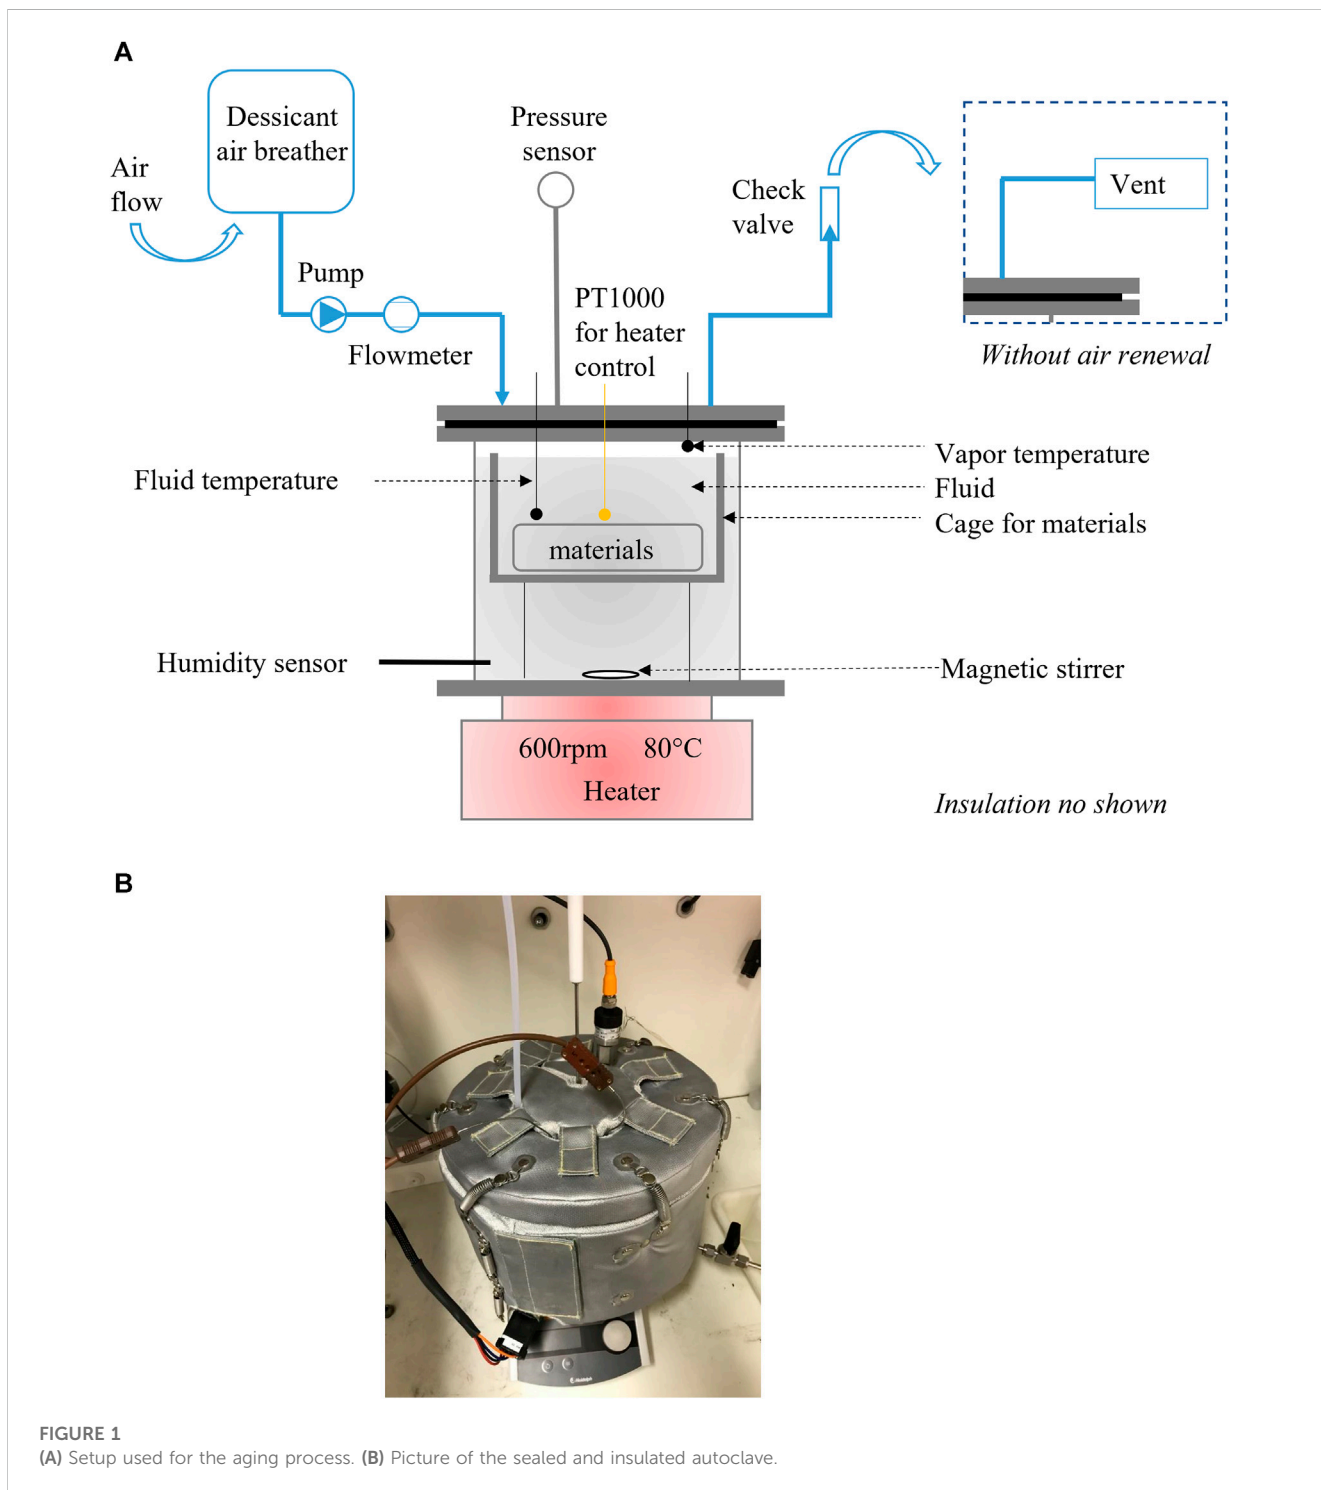 A
Dessicant
air breather
Air
flow
Pump
Flowmeter
Pressure
sensor
PT1000
for heater
control
Check
valve
Vent
Without air renewal
Fluid temperature
Vapor temperature
Fluid
Cage for materials
materials
Humidity sensor
Magnetic stirrer
600rpm 80°C
Heater
Insulation no shown
B
FIGURE 1
(A) Setup used for the aging process. (B) Picture of the sealed and insulated autoclave.